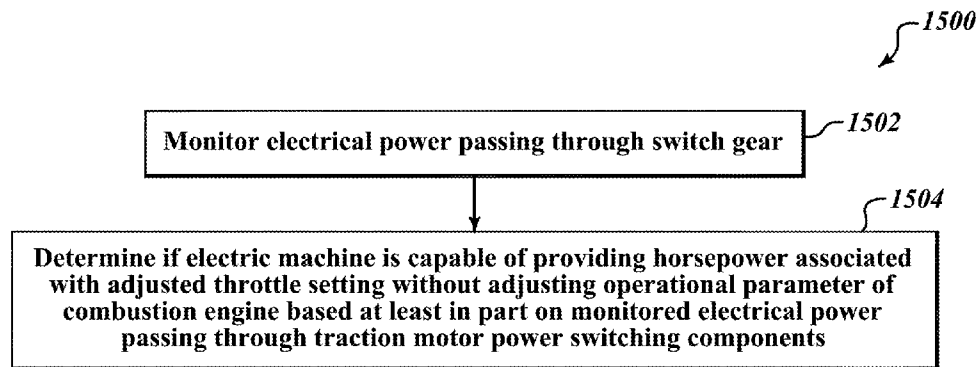 1500
Monitor electrical power passing through switch gear
1502
1504
Determine if electric machine is capable of providing horsepower associated
with adjusted throttle setting without adjusting operational parameter of
combustion engine based at least in part on monitored electrical power
passing through traction motor power switching components